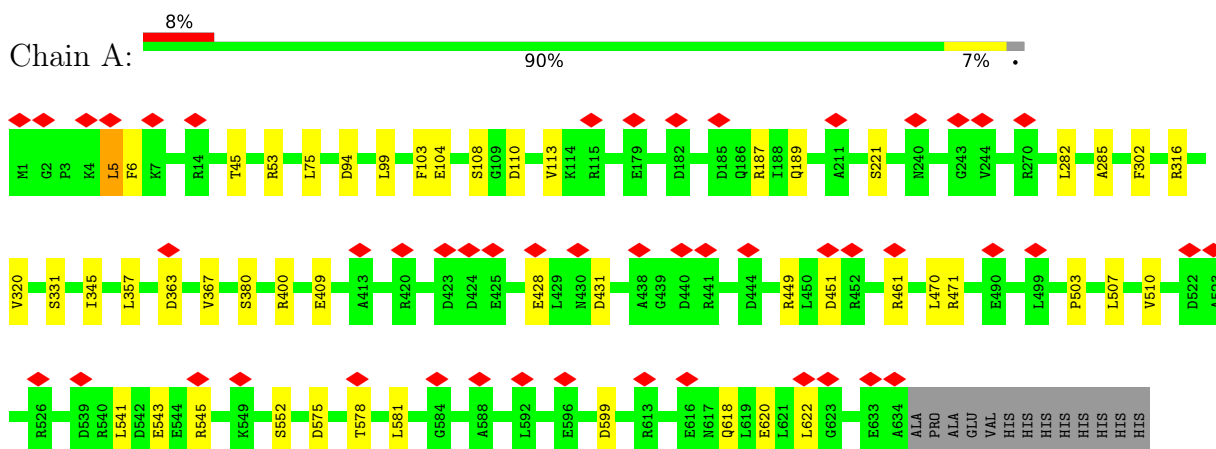 8%
Chain A:
90% 7% •
M1 G2 P3 K4 L5 F6 K7 R14 T45 R53 L75 D94 L99 F103 E104 S108 G109 D110 V113 K114 R115 E179 D182 D185 Q186 R187 I188 Q189 A211 S221 N240 G243 V244 R270 L282 A285 F302 R316
V320 S331 I345 L357 D363 V367 S380 R400 E409 A413 R420 D423 D424 E425 E428 L429 N430 D431 A438 G439 D440 R441 D444 R449 L450 D451 R452 R461 L470 R471 E490 L499 P503 L507 V510 D522 A523
R526 D539 R540 L541 D542 E543 E544 R545 K549 S552 D575 T578 L581 G584 A588 L592 E596 D599 R613 E616 N617 Q618 L619 E620 L621 L622 G623 E633 A634 ALA PRO ALA GLU VAL HIS HIS HIS HIS HIS HIS HIS HIS